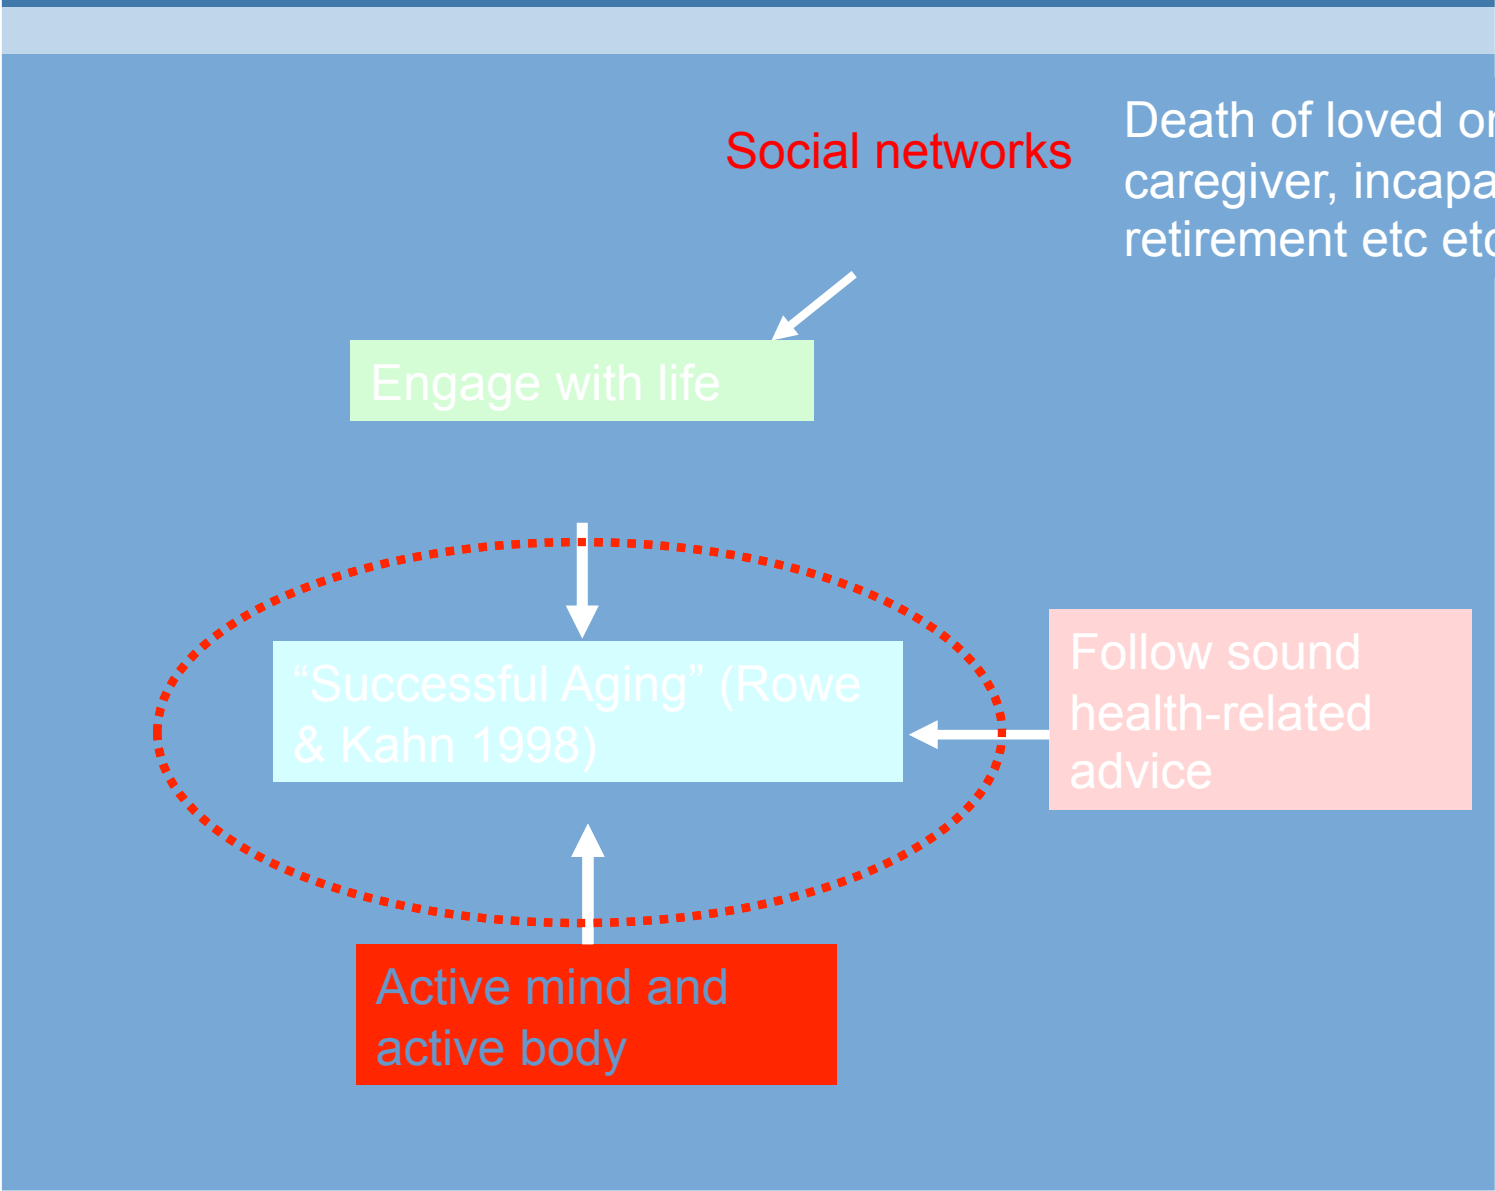 Social networks
Death of loved
caregiver,
retirement etc
Engage with life
“Successful Aging” (Rowe
& Kahn 1998)
Follow sound
health-related
advice
Active mind and
active body